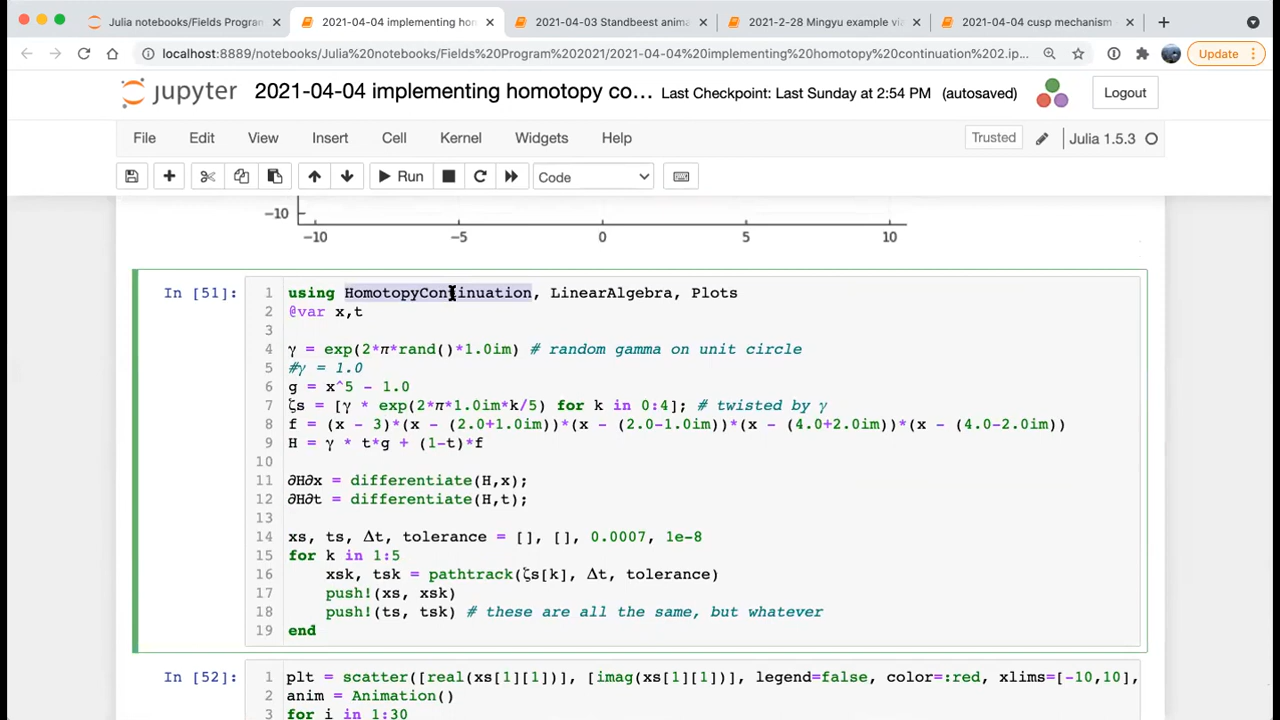 Julia notebooks/Fields Progran
2021-04-04 implementing hon
2021-04-03 Standbeest anima
2021-2-28 Mingyu example via
2021-04-04 cusp mechanism
localhost:8889/notebooks/Julia%20notebooks/Fields%20Program%202021/2021-04-04%20implementing%20homotopy%20continuation%202.ip...
Update
jupyter 2021-04-04 implementing homotopy co... Last Checkpoint: Last Sunday at 2:54 PM (autosaved) Logout
File Edit View Insert Cell Kernel Widgets Help Trusted Julia 1.5.3
Run Code
−10
−10 −5 0 5 10
In [51]: 1 using HomotopyContinuation, LinearAlgebra, Plots
2 @var x,t
3
4 γ = exp(2*π*rand()*1.0im) # random gamma on unit circle
5 #γ = 1.0
6 g = x^5 - 1.0
7 ζs = [γ * exp(2*π*1.0im*k/5) for k in 0:4]; # twisted by γ
8 f = (x - 3)*(x - (2.0+1.0im))*(x - (2.0-1.0im))*(x - (4.0+2.0im))*(x - (4.0-2.0im))
9 H = γ * t*g + (1-t)*f
10
11 ∂H∂x = differentiate(H,x);
12 ∂H∂t = differentiate(H,t);
13
14 xs, ts, Δt, tolerance = [], [], 0.0007, 1e-8
15 for k in 1:5
16 xsk, tsk = pathtrack(ζs[k], Δt, tolerance)
17 push!(xs, xsk)
18 push!(ts, tsk) # these are all the same, but whatever
19 end
In [52]: 1 plt = scatter([real(xs[1][1])], [imag(xs[1][1])], legend=false, color=:red, xlims=[-10,10],
2 anim = Animation()
3 for i in 1:30